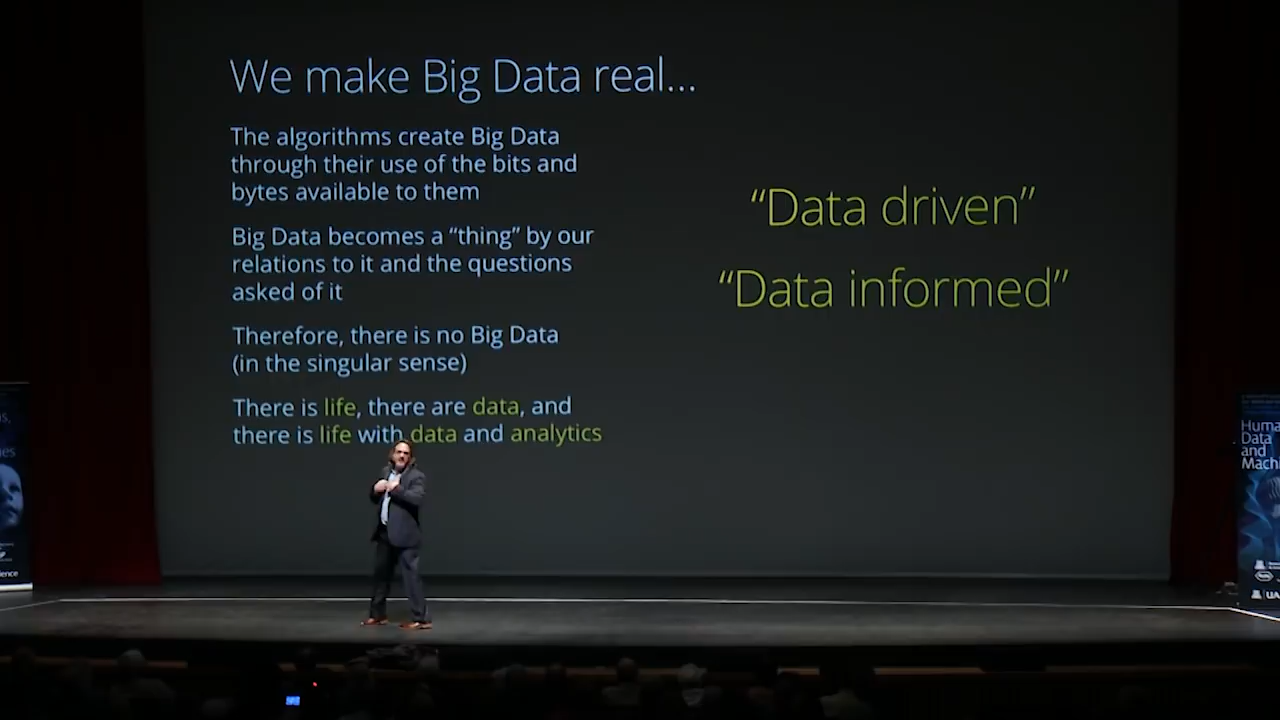 We make Big Data real...
The algorithms create Big Data
through their use of the bits and
bytes available to them
Big Data becomes a “thing” by our
relations to it and the questions
asked of it
Therefore, there is no Big Data
(in the singular sense)
There is life, there are data, and
there is life with data and analytics
“Data driven”
“Data informed”
Data
and